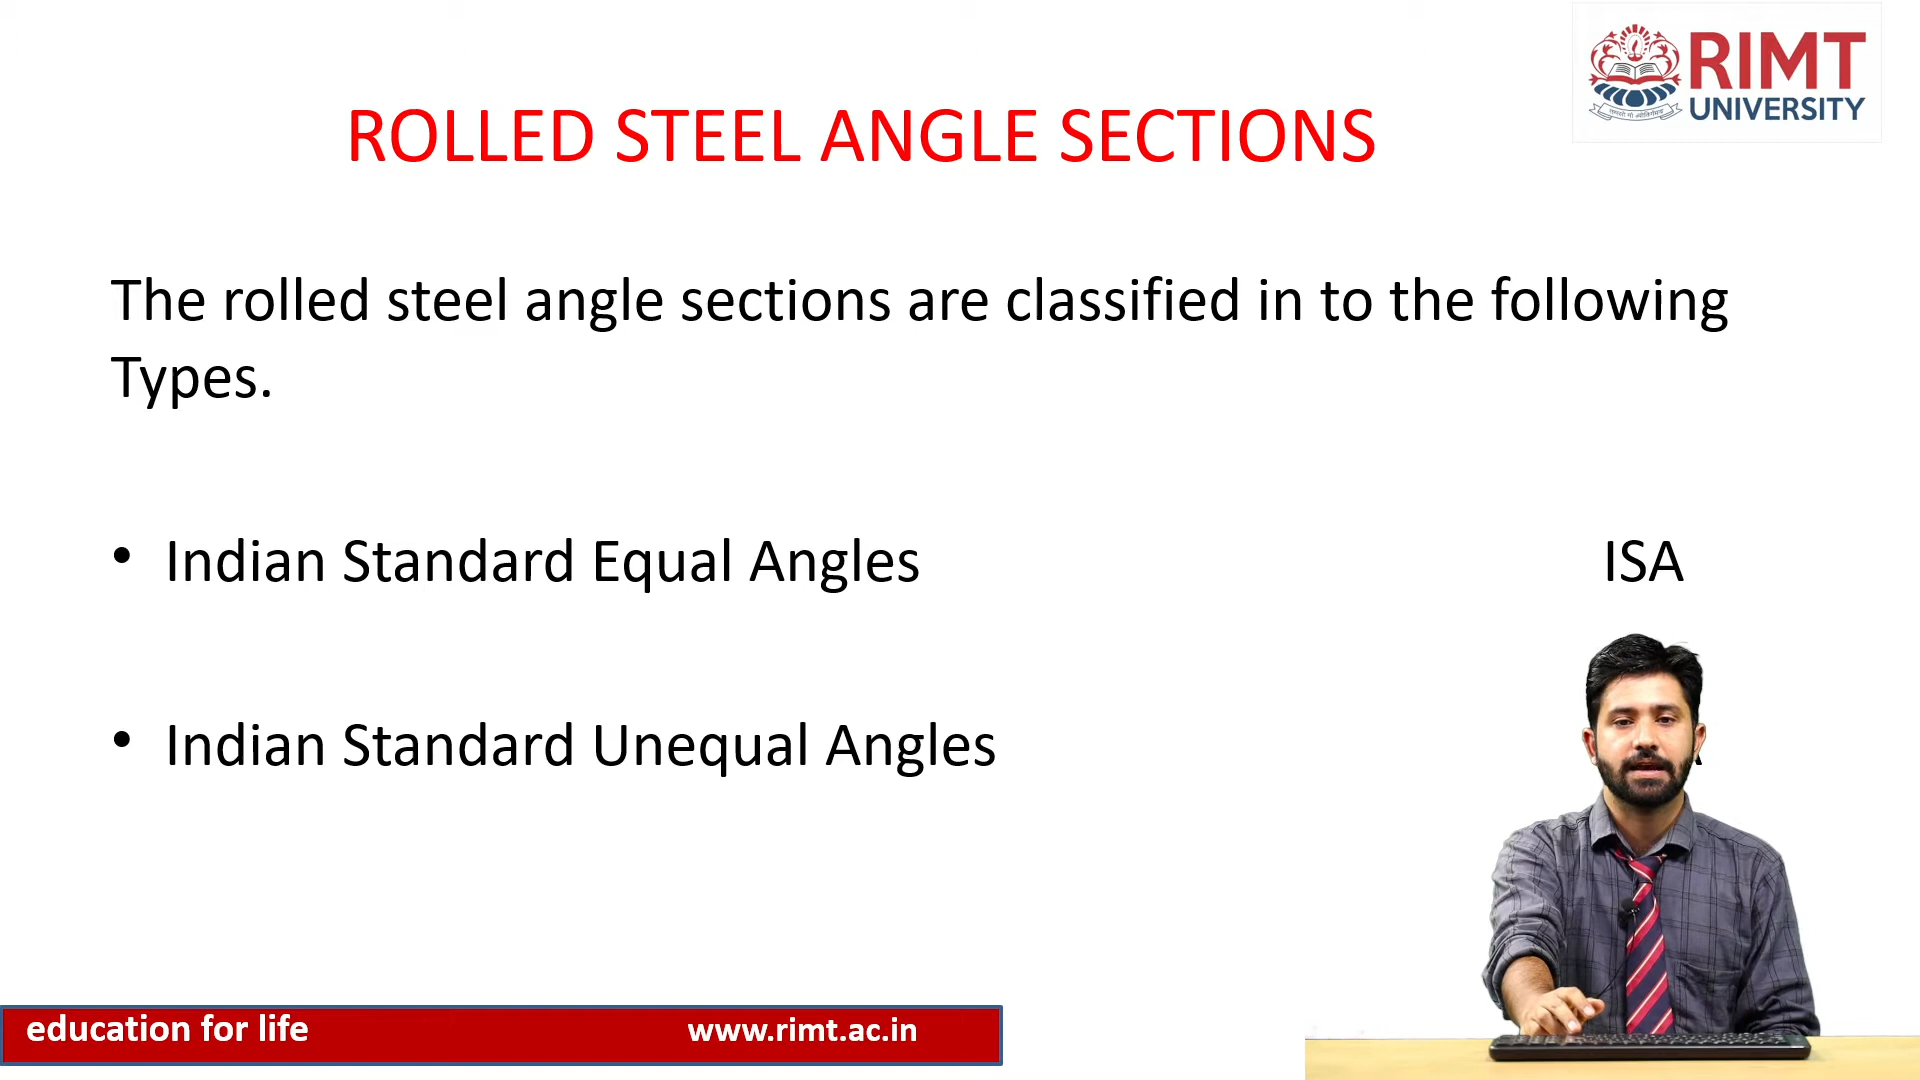 RIMT
UNIVERSITY
ROLLED STEEL ANGLE SECTIONS
The rolled steel angle sections are classified in to the following
Types.
• Indian Standard Equal Angles ISA
• Indian Standard Unequal Angles
education for life www.rimt.ac.in